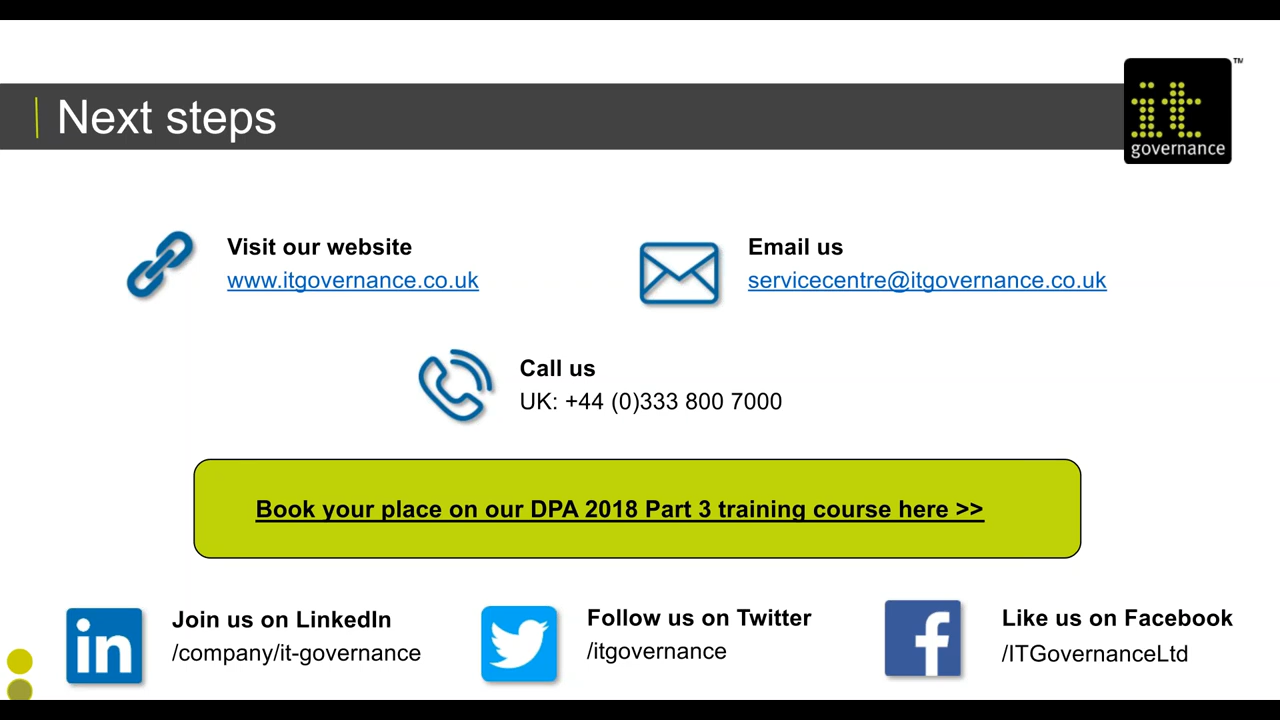 Next steps
it
governance
TM
Visit our website
www.itgovernance.co.uk
Email us
servicecentre@itgovernance.co.uk
Call us
UK: +44 (0)333 800 7000
Book your place on our DPA 2018 Part 3 training course here >>
in
Join us on LinkedIn
/company/it-governance
Follow us on Twitter
/itgovernance
f
Like us on Facebook
/ITGovernanceLtd